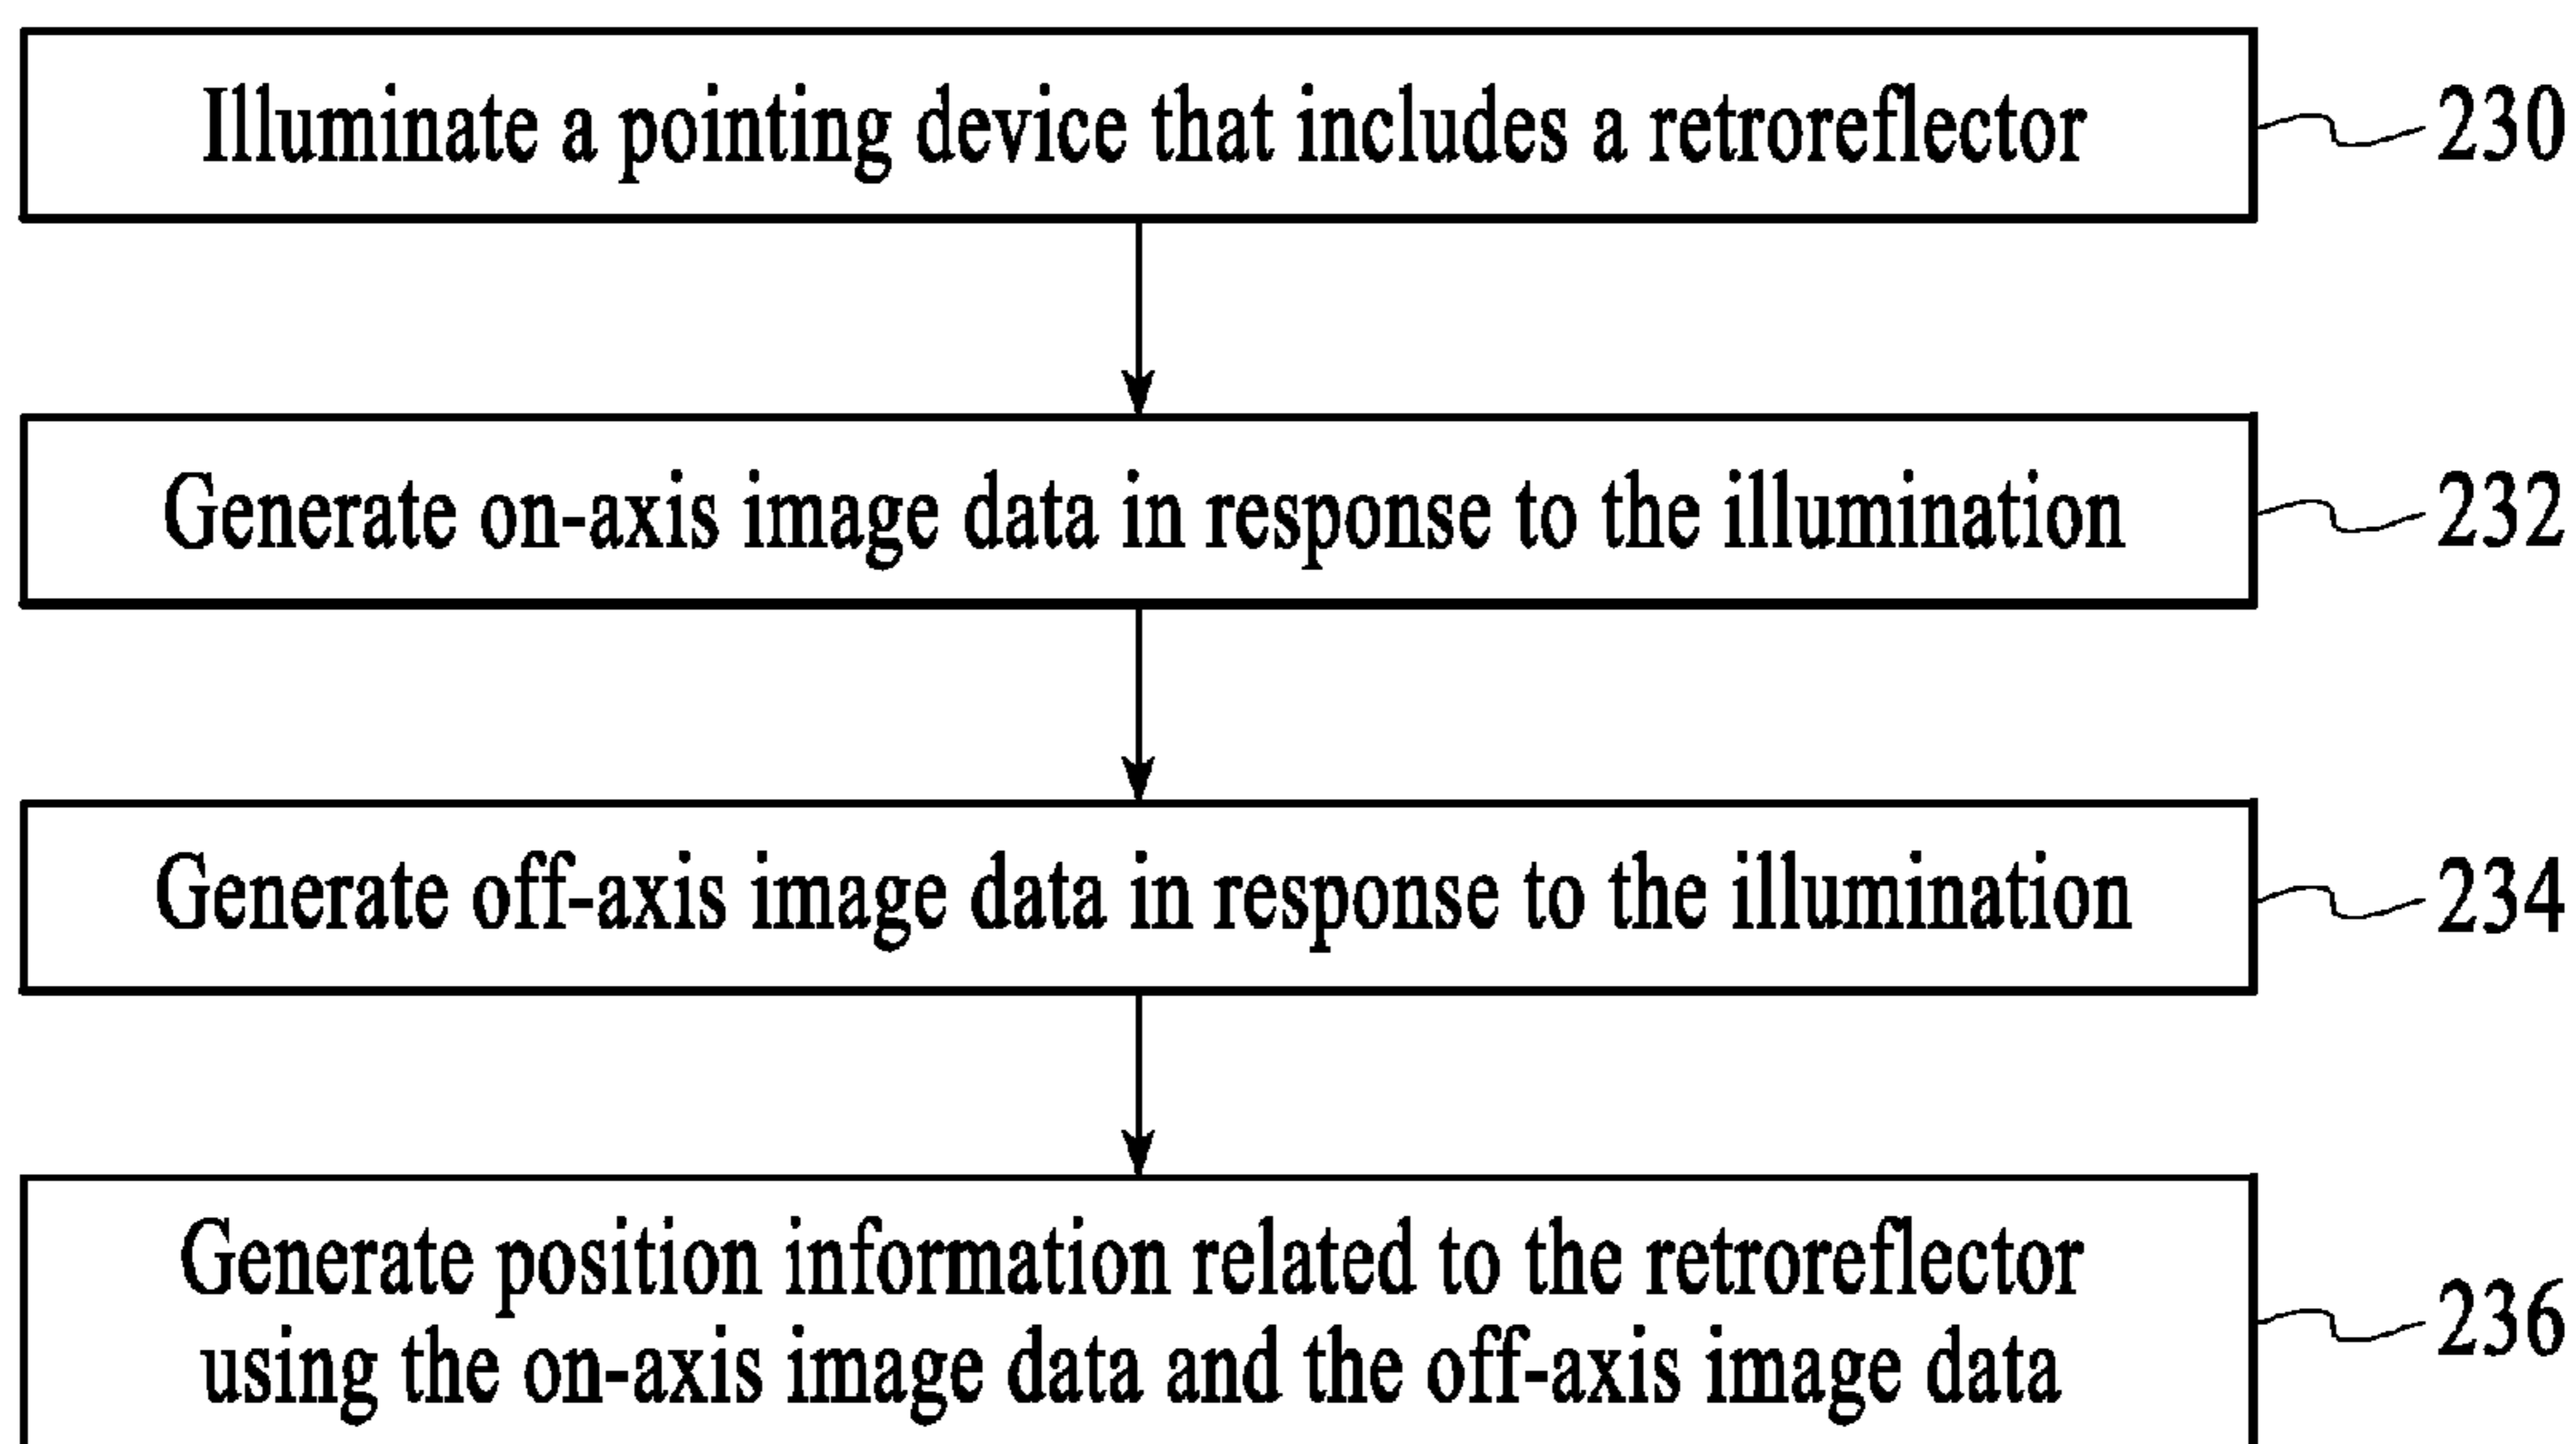 Illuminate a pointing device that includes a retroreflector
230
Generate on-axis image data in response to the illumination
232
Generate off-axis image data in response to the illumination
234
Generate position information related to the retroreflector
using the on-axis image data and the off-axis image data
236